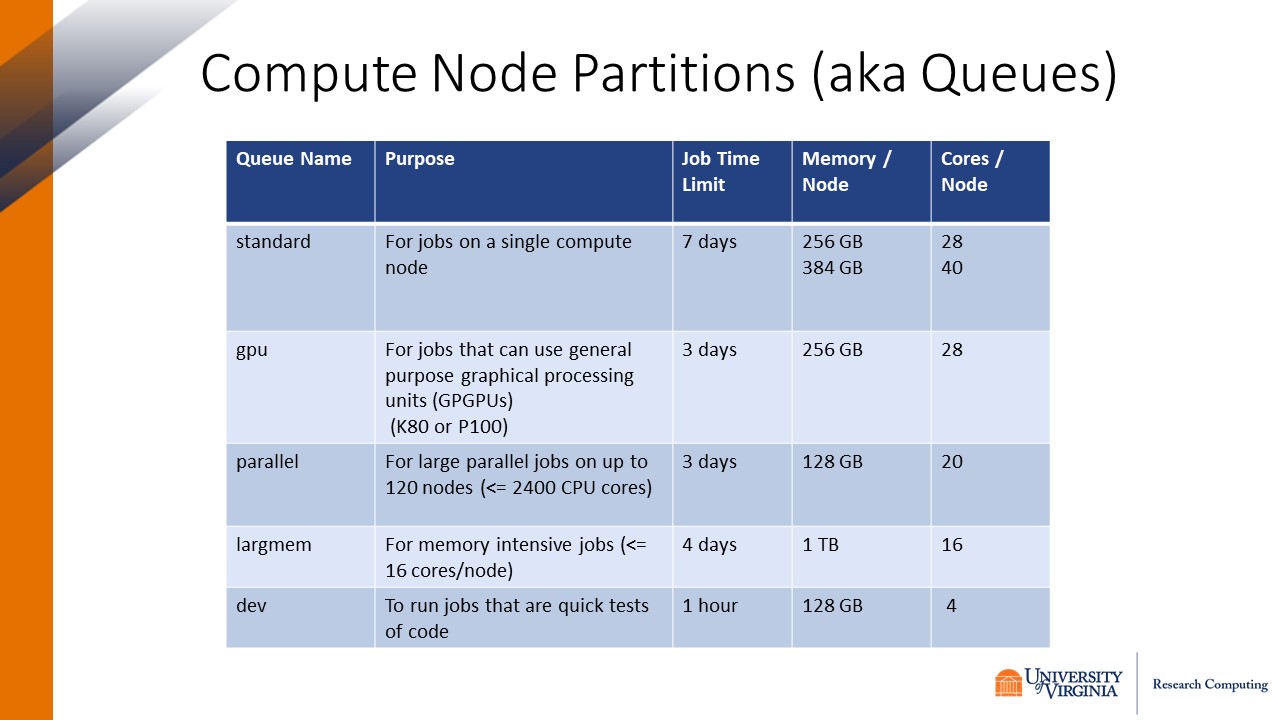 Compute Node Partitions (aka Queues)
Queue Name
Purpose
Job Time
Limit
Memory /
Node
Cores /
Node
standard
For jobs on a single compute
node
7 days
256 GB
384 GB
28
40
gpu
For jobs that can use general
purpose graphical processing
units (GPGPUs)
(K80 or P100)
3 days
256 GB
28
parallel
For large parallel jobs on up to
120 nodes (<= 2400 CPU cores)
3 days
128 GB
20
largmem
For memory intensive jobs (<=
16 cores/node)
4 days
1 TB
16
dev
To run jobs that are quick tests
of code
1 hour
128 GB
4
UNIVERSITY
of VIRGINIA
Research Computing